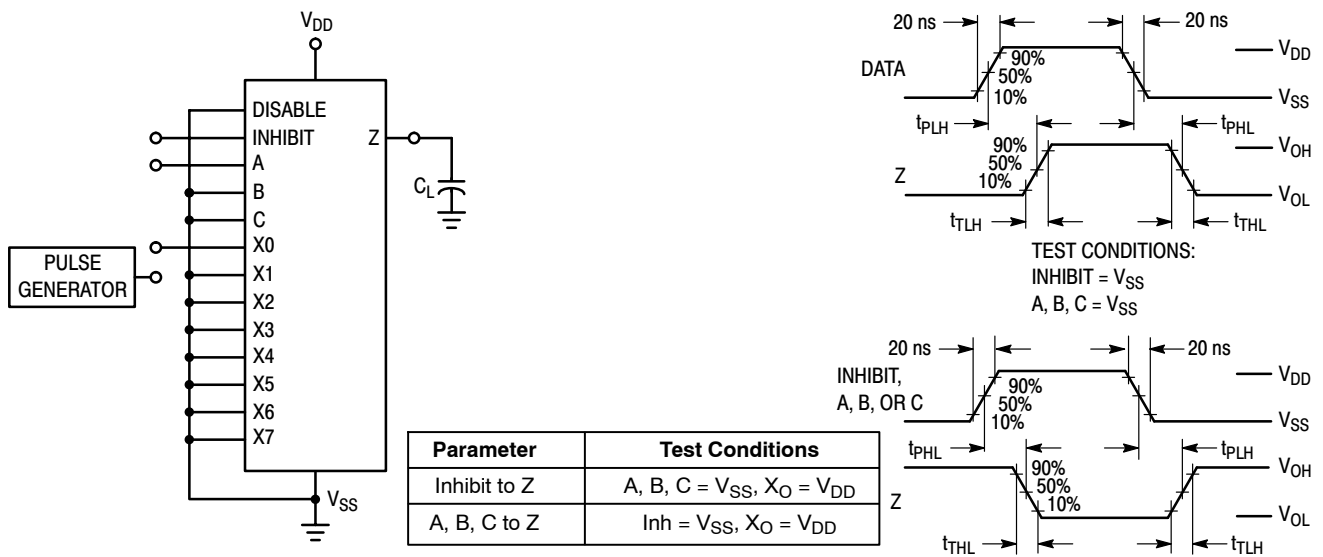 V_DD
DISABLE
INHIBIT
A
B
C
X0
X1
X2
X3
X4
X5
X6
X7
Z
C_L
PULSE
GENERATOR
V_SS
Parameter Test Conditions
Inhibit to Z A, B, C = V_SS, X_O = V_DD
A, B, C to Z Inh = V_SS, X_O = V_DD
20 ns 20 ns
DATA
90%
50%
10%
V_DD
V_SS
t_PLH t_PHL
Z
90%
50%
10%
V_OH
V_OL
t_TLH t_THL
TEST CONDITIONS:
INHIBIT = V_SS
A, B, C = V_SS
20 ns 20 ns
INHIBIT,
A, B, OR C
90%
50%
10%
V_DD
V_SS
t_PHL t_PLH
Z
90%
50%
10%
V_OH
V_OL
t_THL t_TLH